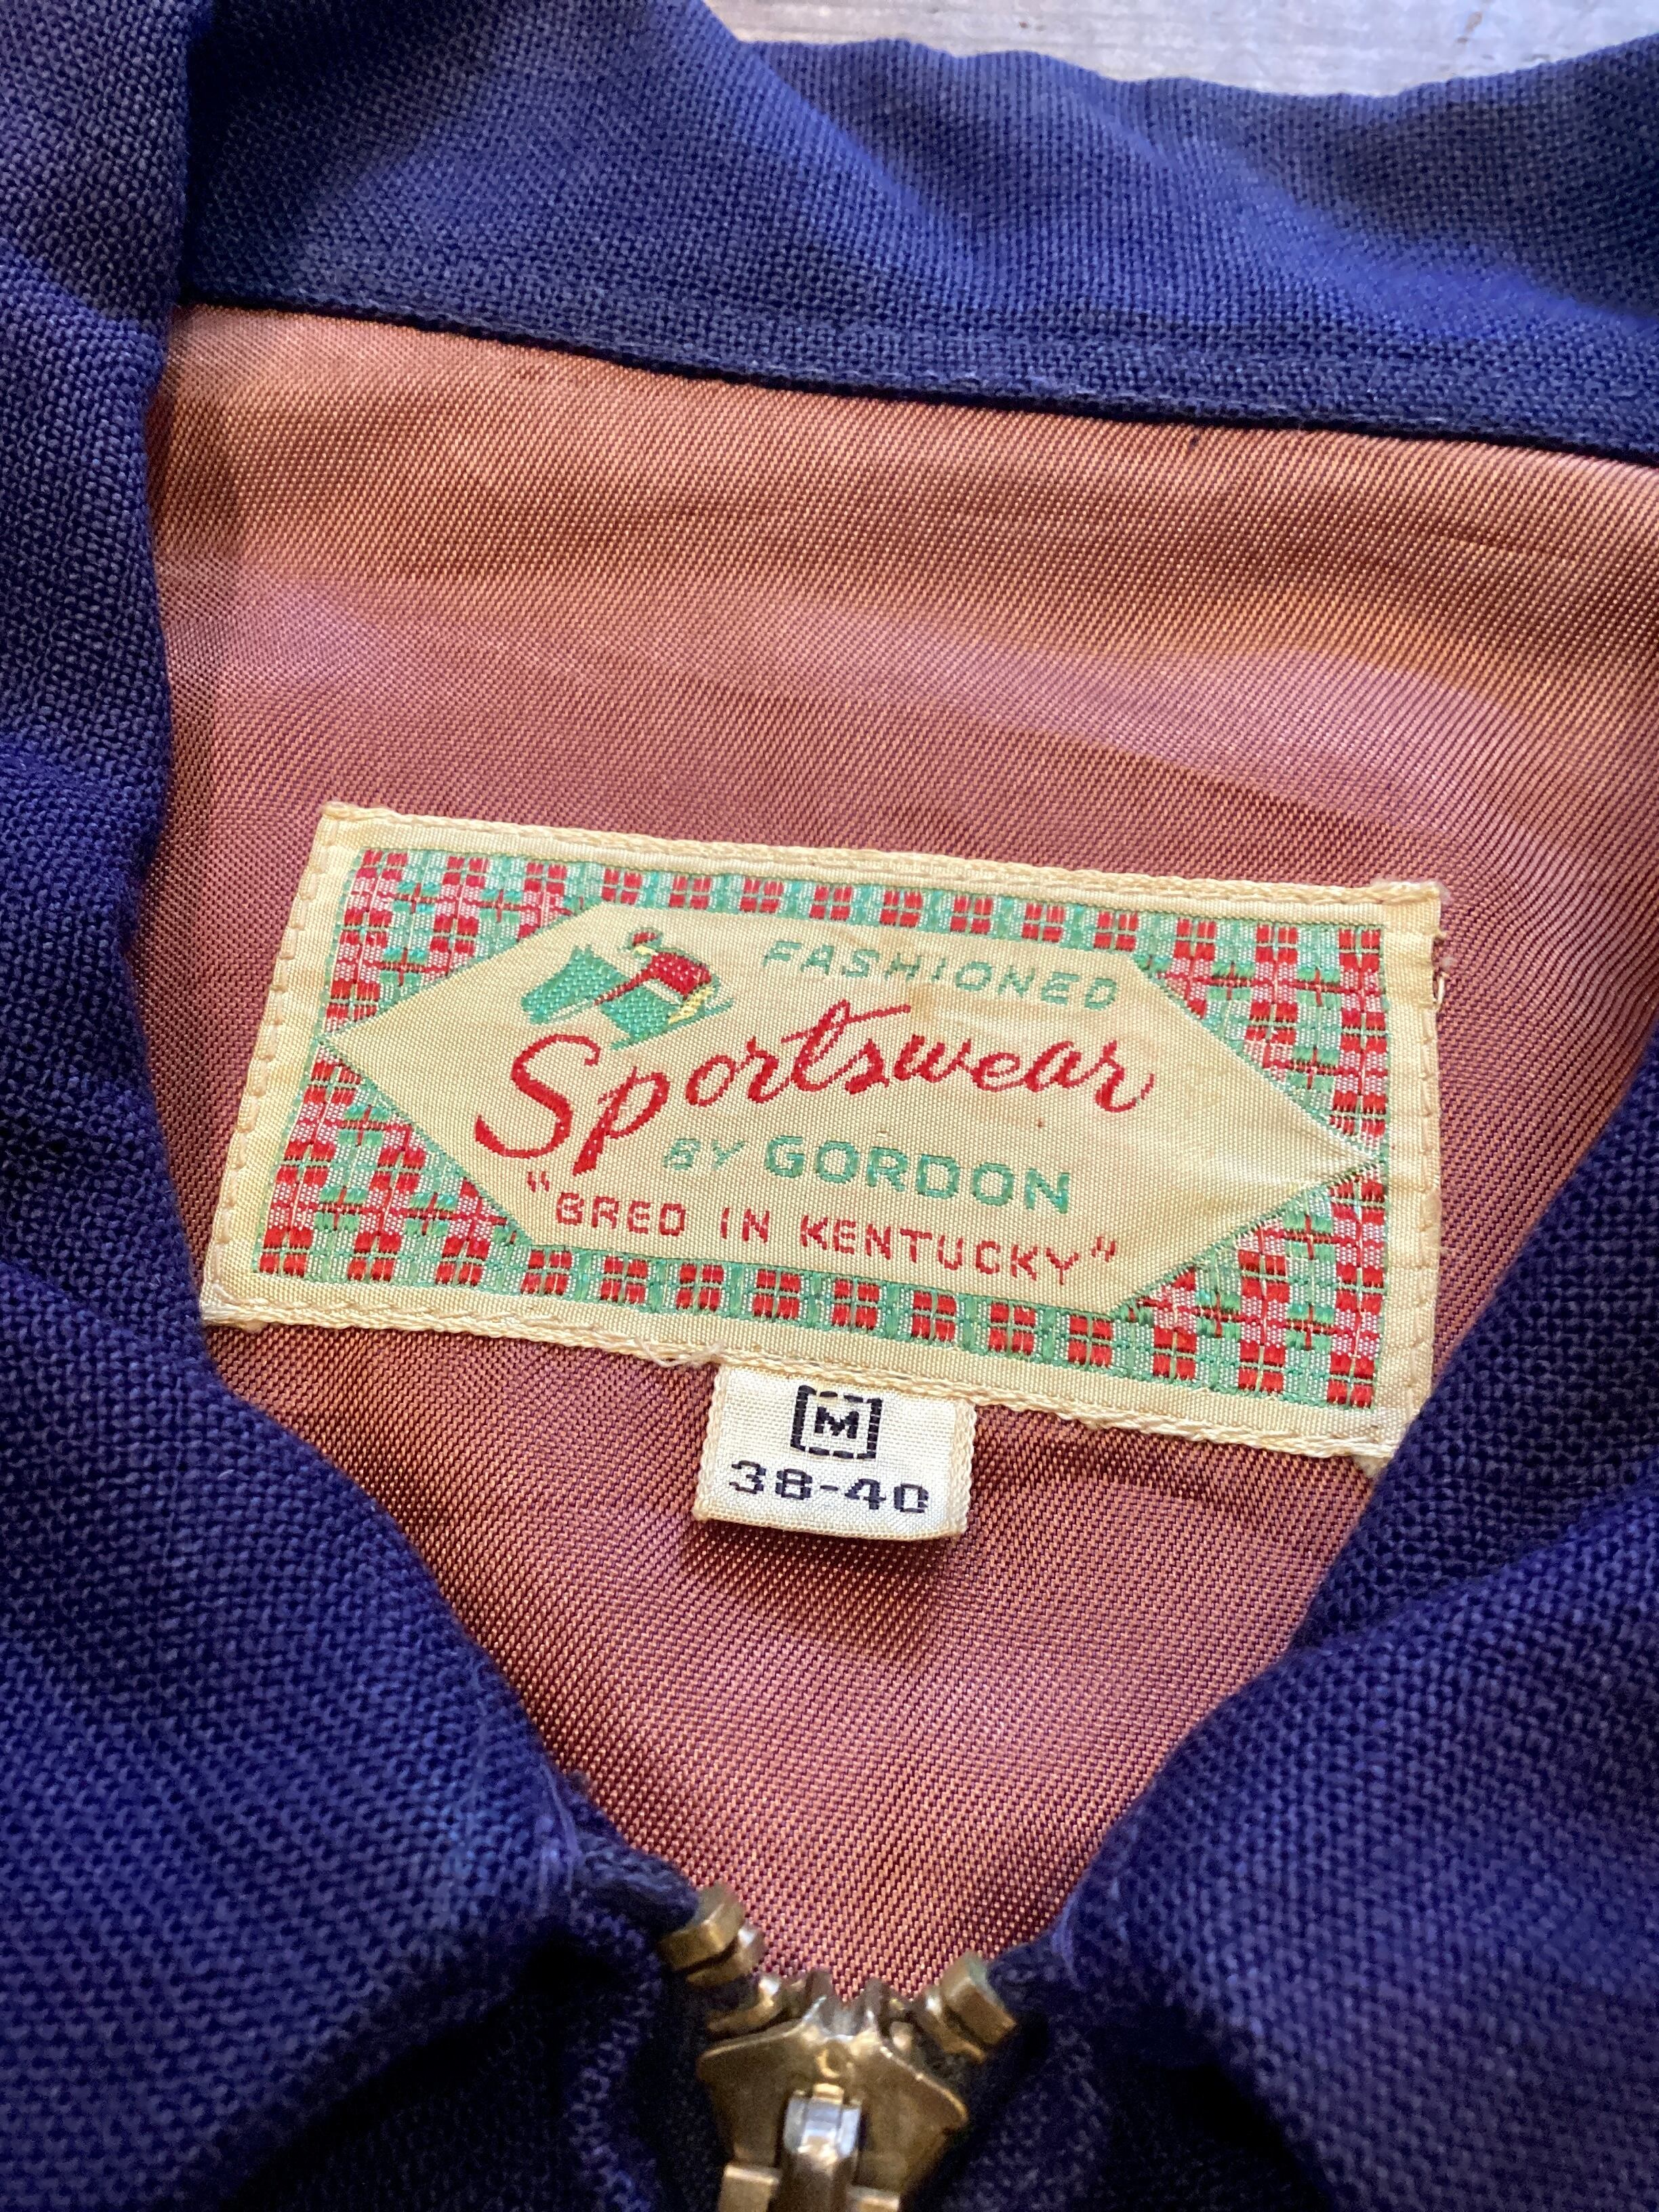 FASHIONED
Sportswear
BY GORDON
"BRED IN KENTUCKY"
M
38-40